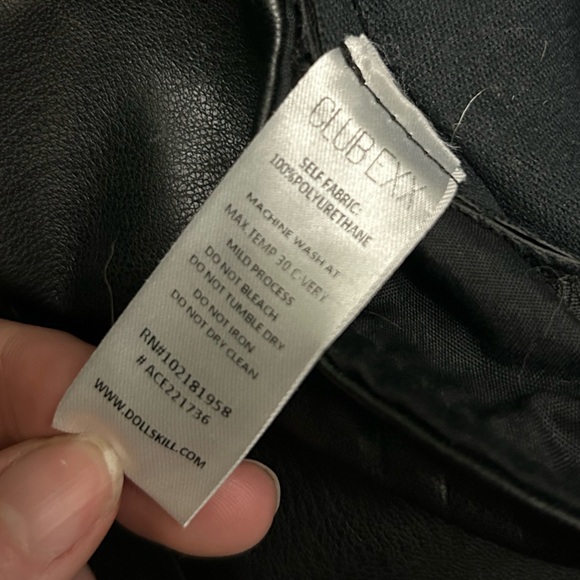 CLUB EXX
SELF FABRIC:
100%POLYURETHANE
MACHINE WASH AT
MAX TEMP 30 C VERY
MILD PROCESS
DO NOT BLEACH
DO NOT TUMBLE DRY
DO NOT IRON
DO NOT DRY CLEAN
RN#102181958
# ACE221736
WWW.DOLLSKILL.COM